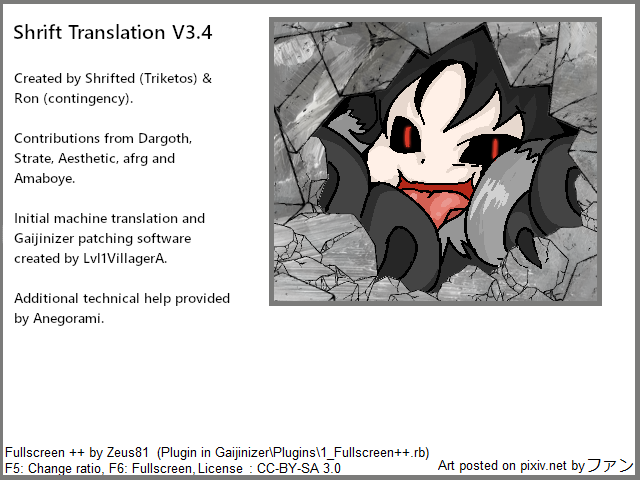 Shrift Translation V3.4
Created by Shrifted (Triketos) &
Ron (contingency).
Contributions from Dargoth,
Strate, Aesthetic, afrg and
Amaboye.
Initial machine translation and
Gaijinizer patching software
created by Lvl1VillagerA.
Additional technical help provided
by Anegorami.
Fullscreen ++ by Zeus81  (Plugin in Gaijinizer\Plugins\1_Fullscreen++.rb)
F5: Change ratio, F6: Fullscreen, License  : CC-BY-SA 3.0
Art posted on pixiv.net by ファン